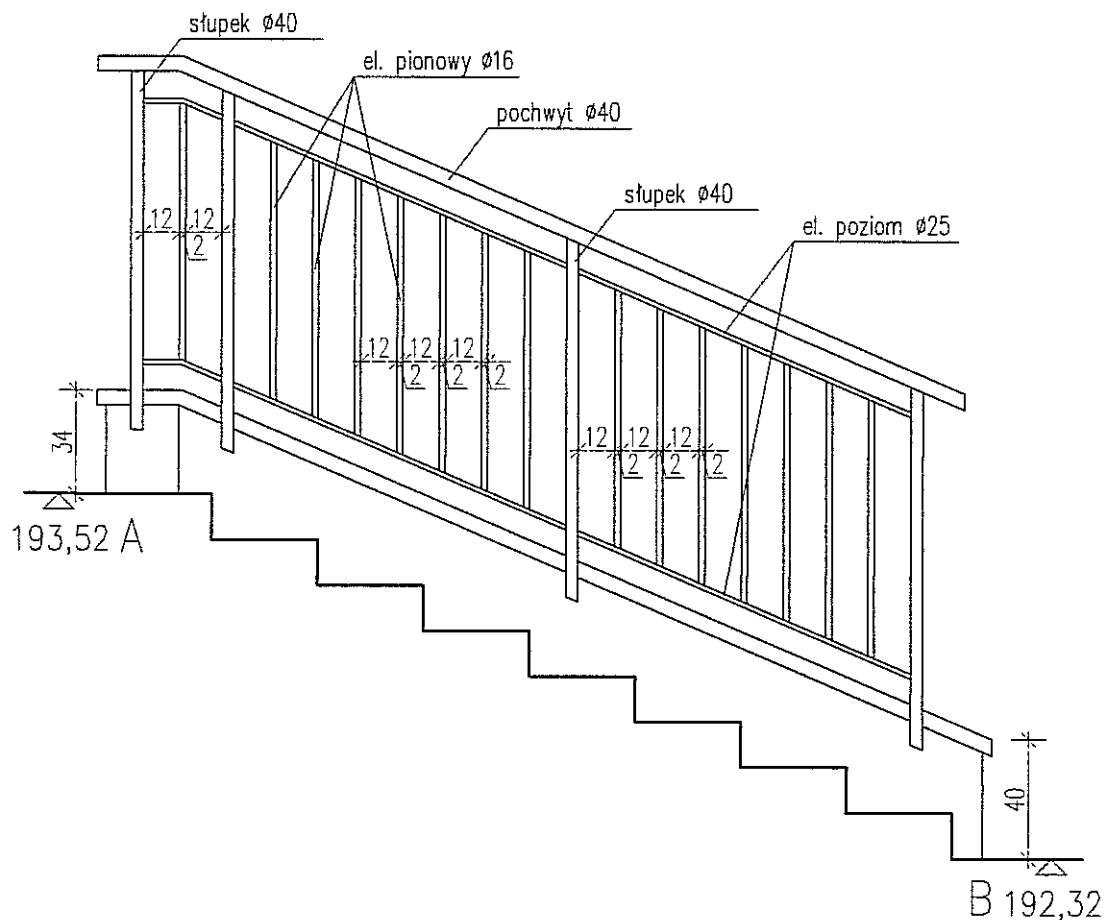 słupek ø40
el. pionowy ø16
pochwyt ø40
słupek ø40
el. poziom ø25
12 12
2
12 12 12
2 2 2
12 12 12
2 2 2
34
193,52 A
40
B 192,32